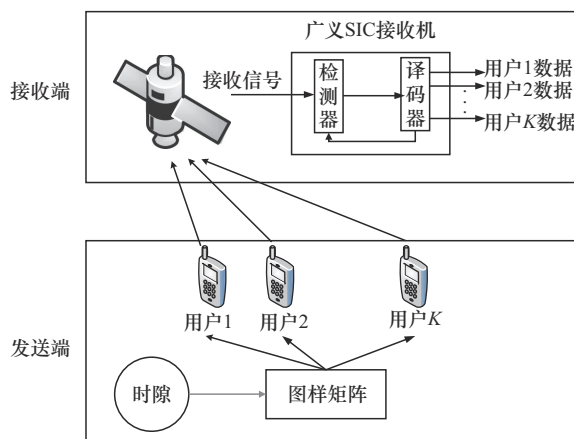 广义SIC接收机
接收端
接收信号
检测器
译码器
用户1数据
用户2数据
⋮
用户K数据
用户1
用户2
用户K
发送端
时隙
图样矩阵